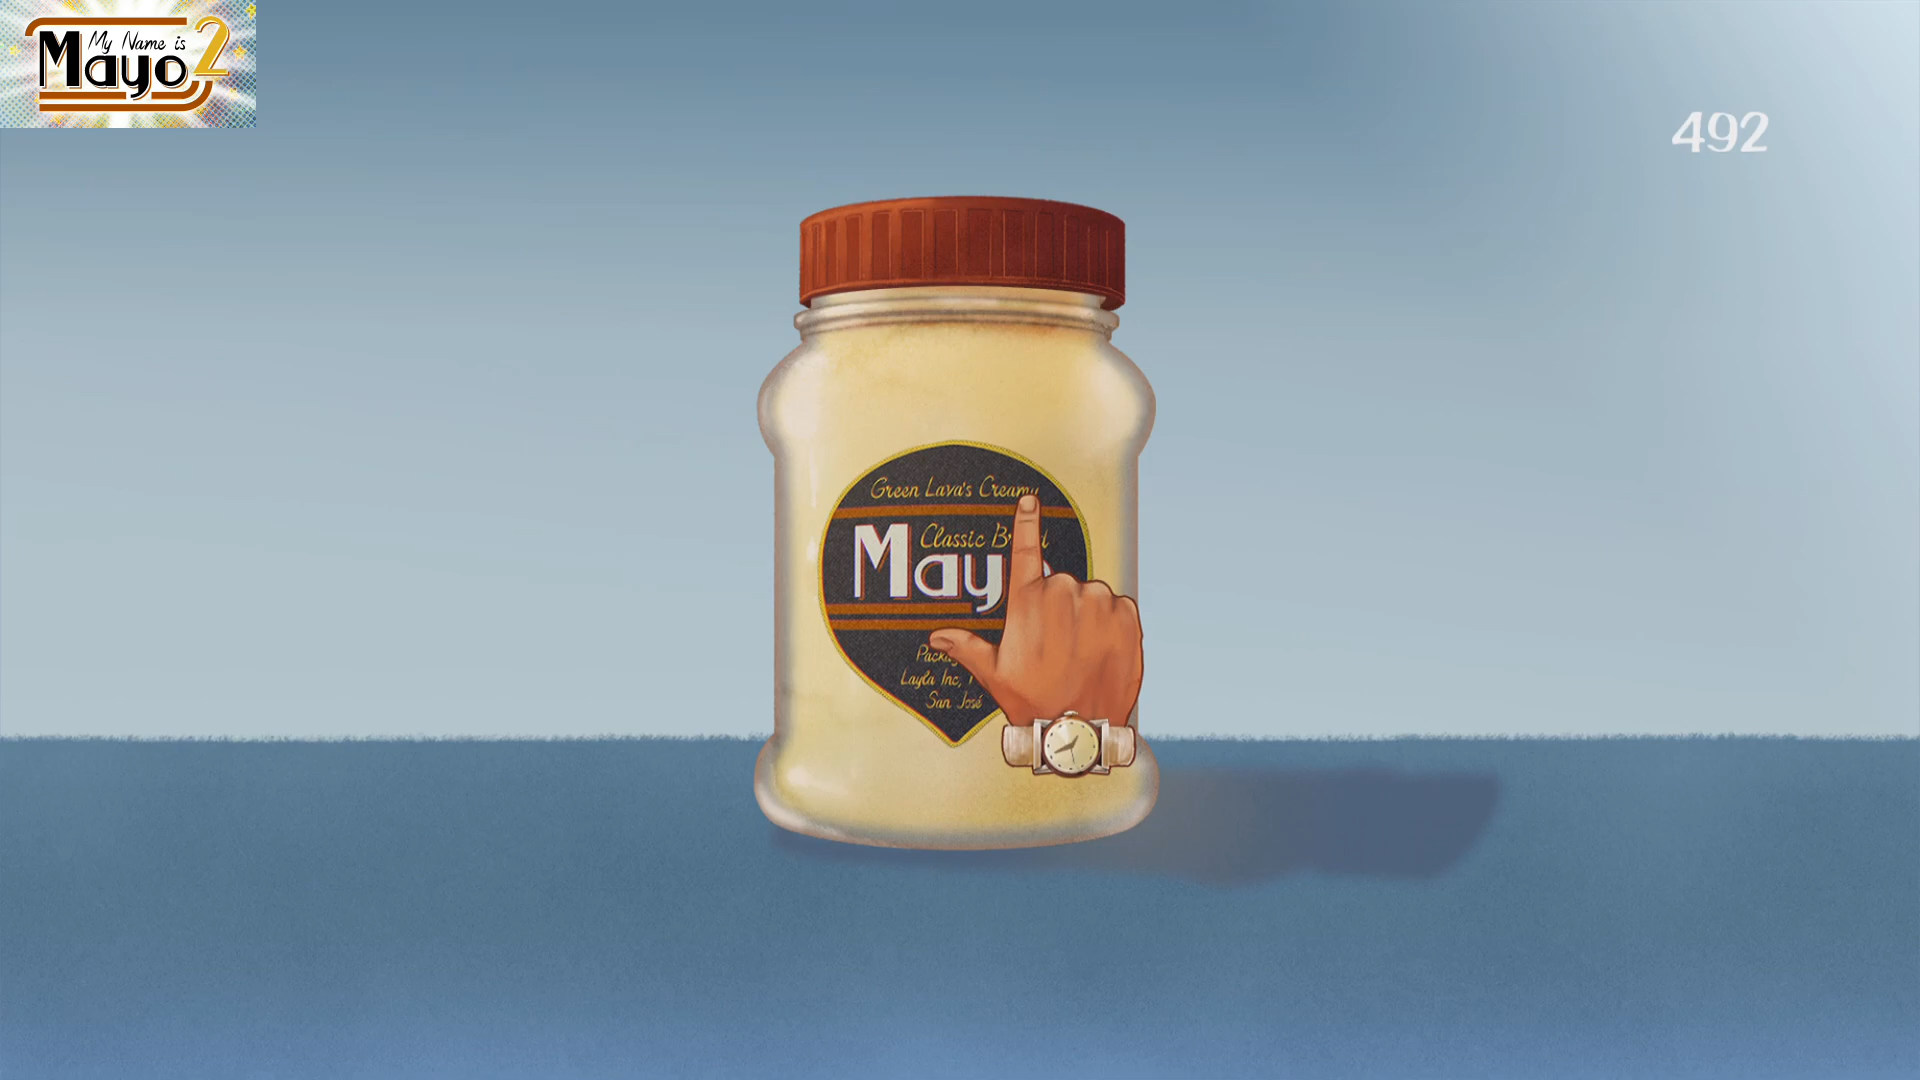 My Name is
Mayo 2
492
Green Lava's Creamy
Classic
May
Layla Inc,
San José